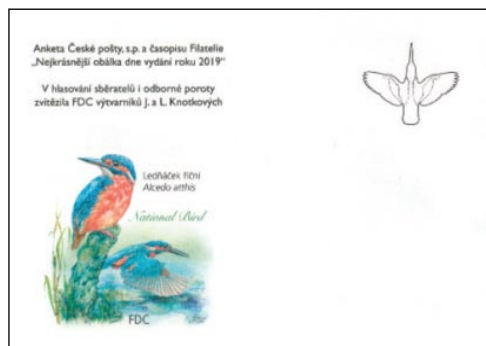 Anketa České pošty, s.p. a časopisu Filatelie
„Nejkrásnější obálka dne vydání roku 2019“
V hlasování sběratelů i odborné poroty
zvítězila FDC výtvarníků J. a L. Knotkových
Ledňáček říční
Alcedo atthis
National Bird
FDC